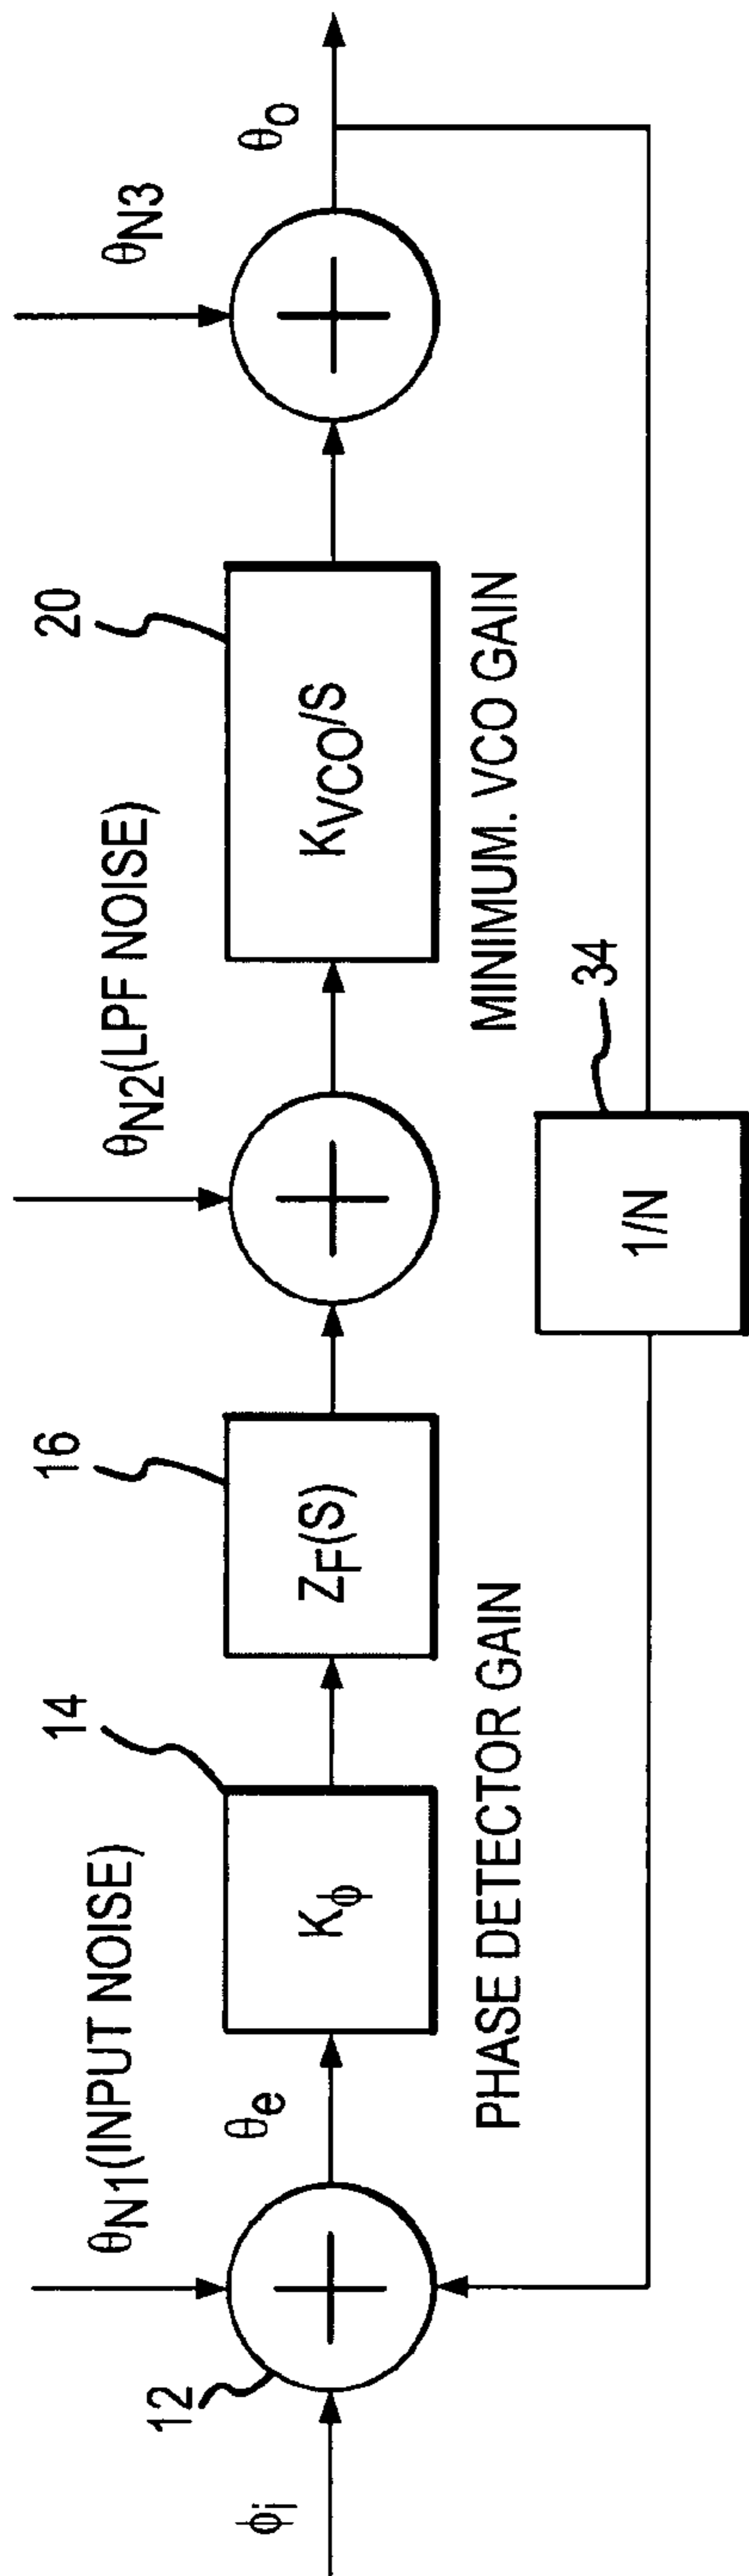 θN1(INPUT NOISE)
θN2(LPF NOISE)
θN3
12
14
16
20
ϕi
θe
Kϕ
ZF(S)
KVCO/S
θo
PHASE DETECTOR GAIN
MINIMUM. VCO GAIN
34
1/N